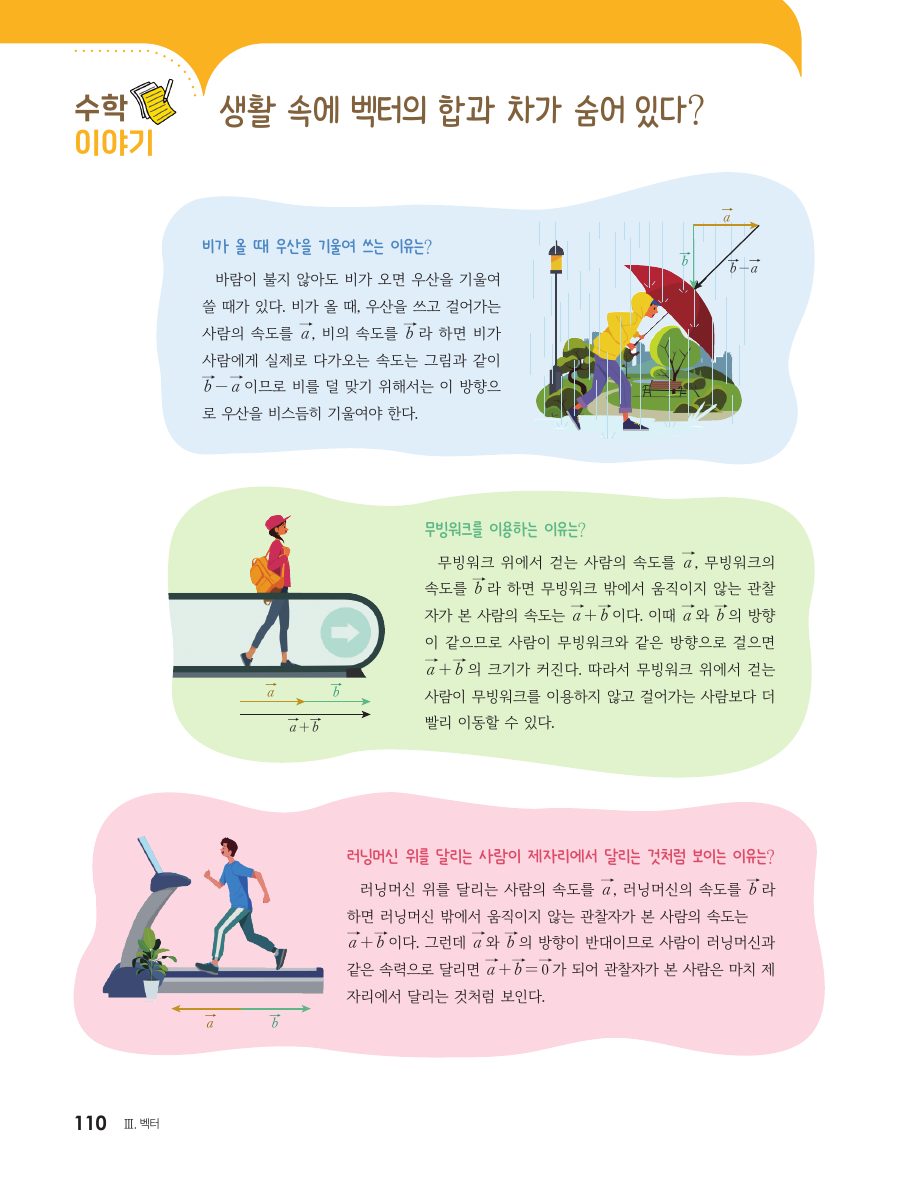 수학
이야기
생활 속에 벡터의 합과 차가 숨어 있다?
비가 올 때 우산을 기울여 쓰는 이유는?
바람이 불지 않아도 비가 오면 우산을 기울여
쓸 때가 있다. 비가 올 때, 우산을 쓰고 걸어가는
사람의 속도를 a⃗, 비의 속도를 b⃗라 하면 비가
사람에게 실제로 다가오는 속도는 그림과 같이
b⃗－a⃗이므로 비를 덜 맞기 위해서는 이 방향으
로 우산을 비스듬히 기울여야 한다.
a⃗
b⃗
b⃗－a⃗
무빙워크를 이용하는 이유는?
무빙워크 위에서 걷는 사람의 속도를 a⃗, 무빙워크의
속도를 b⃗라 하면 무빙워크 밖에서 움직이지 않는 관찰
자가 본 사람의 속도는 a⃗＋b⃗이다. 이때 a⃗와 b⃗의 방향
이 같으므로 사람이 무빙워크와 같은 방향으로 걸으면
a⃗＋b⃗의 크기가 커진다. 따라서 무빙워크 위에서 걷는
사람이 무빙워크를 이용하지 않고 걸어가는 사람보다 더
빨리 이동할 수 있다.
a⃗ b⃗
a⃗＋b⃗
러닝머신 위를 달리는 사람이 제자리에서 달리는 것처럼 보이는 이유는?
러닝머신 위를 달리는 사람의 속도를 a⃗, 러닝머신의 속도를 b⃗라
하면 러닝머신 밖에서 움직이지 않는 관찰자가 본 사람의 속도는
a⃗＋b⃗이다. 그런데 a⃗와 b⃗의 방향이 반대이므로 사람이 러닝머신과
같은 속력으로 달리면 a⃗＋b⃗＝0⃗가 되어 관찰자가 본 사람은 마치 제
자리에서 달리는 것처럼 보인다.
a⃗ b⃗
110 Ⅲ. 벡터